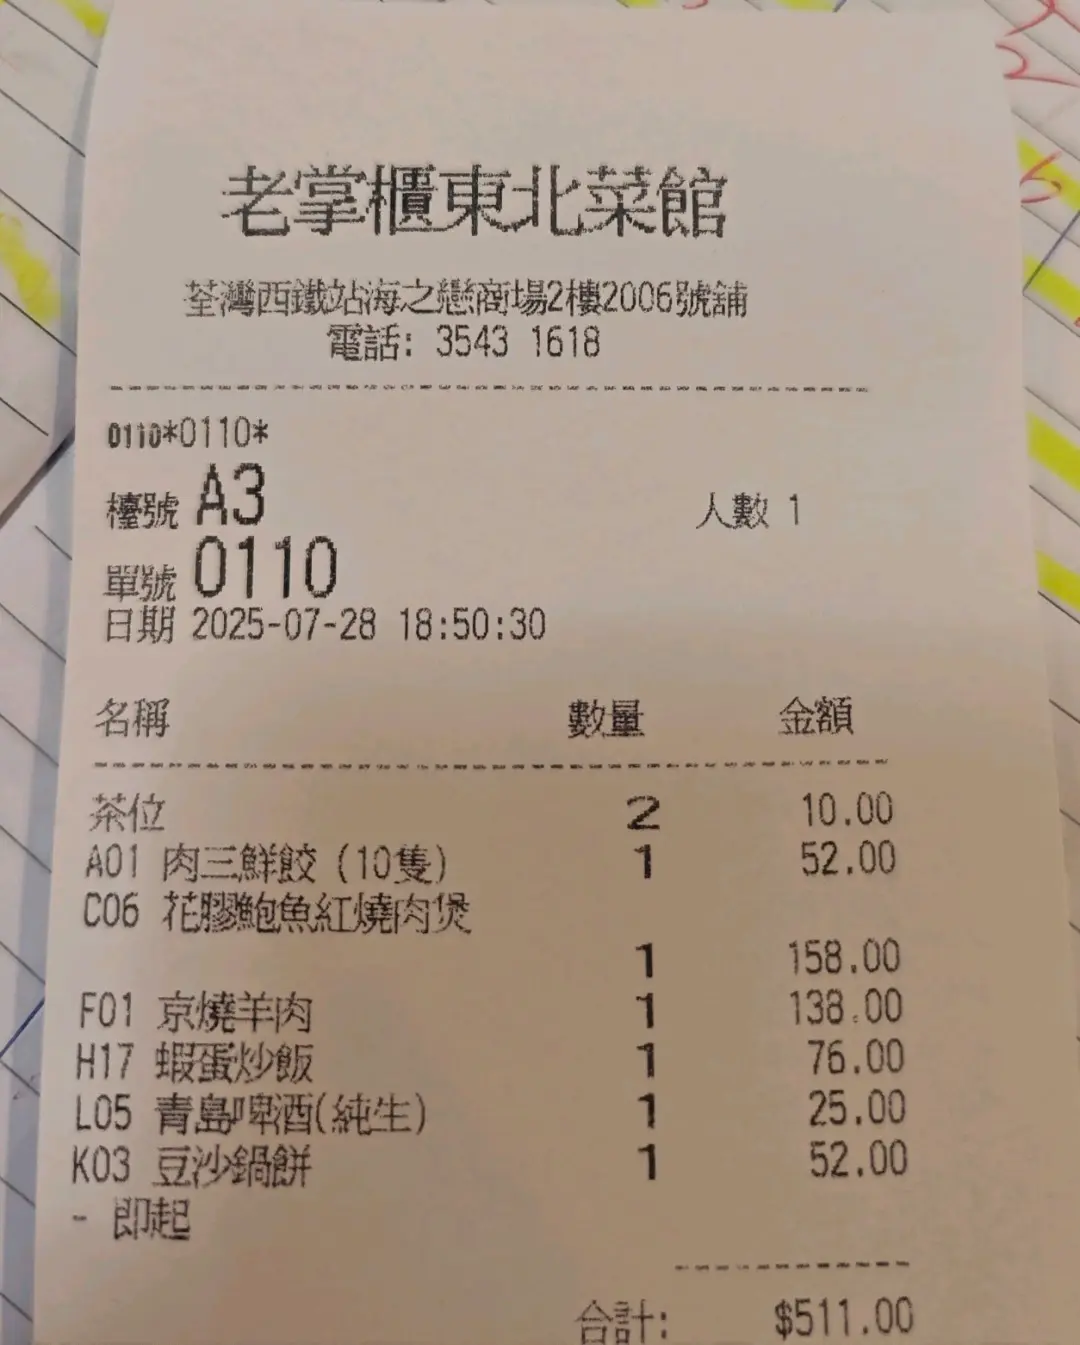 老掌櫃東北菜館
荃灣西鐵站海之戀商場2樓2006號舖
電話: 3543 1618
0110*0110*
檯號 A3 人數 1
單號 0110
日期 2025-07-28 18:50:30
名稱 數量 金額
茶位 2 10.00
A01 肉三鮮餃(10隻) 1 52.00
C06 花膠鮑魚紅燒肉煲
1 158.00
F01 京燒羊肉 1 138.00
H17 蝦蛋炒飯 1 76.00
L05 青島啤酒(純生) 1 25.00
K03 豆沙鍋餅 1 52.00
- 即起
合計: $511.00